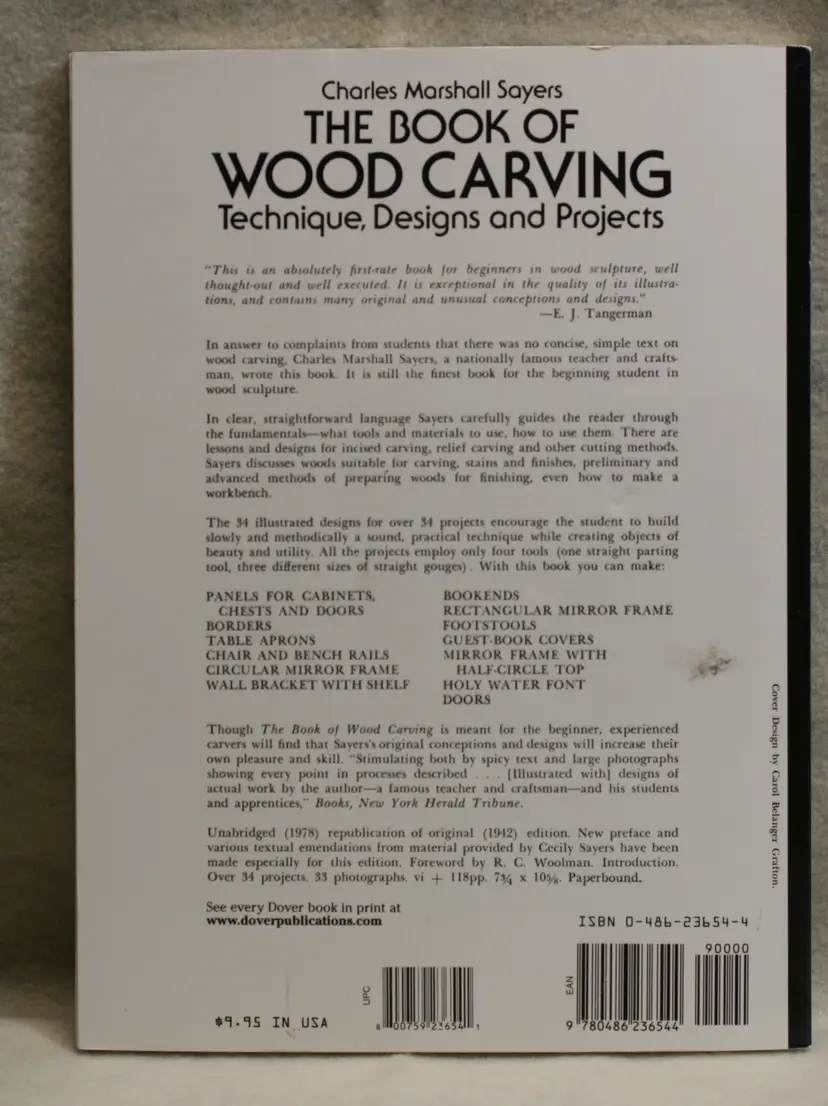 Charles Marshall Sayers
THE BOOK OF
WOOD CARVING
Technique, Designs and Projects
"This is an absolutely first-rate book for beginners in wood sculpture, well
thought-out and well executed. It is exceptional in the quality of its illustra-
tions, and contains many original and unusual conceptions and designs."
—E. J. Tangerman
In answer to complaints from students that there was no concise, simple text on
wood carving, Charles Marshall Sayers, a nationally famous teacher and crafts-
man, wrote this book. It is still the finest book for the beginning student in
wood sculpture.
In clear, straightforward language Sayers carefully guides the reader through
the fundamentals—what tools and materials to use, how to use them. There are
lessons and designs for incised carving, relief carving and other cutting methods.
Sayers discusses woods suitable for carving, stains and finishes, preliminary and
advanced methods of preparing woods for finishing, even how to make a
workbench.
The 34 illustrated designs for over 34 projects encourage the student to build
slowly and methodically a sound, practical technique while creating objects of
beauty and utility. All the projects employ only four tools (one straight parting
tool, three different sizes of straight gouges). With this book you can make:
PANELS FOR CABINETS,
CHESTS AND DOORS
BORDERS
TABLE APRONS
CHAIR AND BENCH RAILS
CIRCULAR MIRROR FRAME
WALL BRACKET WITH SHELF
BOOKENDS
RECTANGULAR MIRROR FRAME
FOOTSTOOLS
GUEST-BOOK COVERS
MIRROR FRAME WITH
HALF-CIRCLE TOP
HOLY WATER FONT
DOORS
Though The Book of Wood Carving is meant for the beginner, experienced
carvers will find that Sayers's original conceptions and designs will increase their
own pleasure and skill. "Stimulating both by spicy text and large photographs
showing every point in processes described . . . [Illustrated with] designs of
actual work by the author—a famous teacher and craftsman—and his students
and apprentices," Books, New York Herald Tribune.
Unabridged (1978) republication of original (1942) edition. New preface and
various textual emendations from material provided by Cecily Sayers have been
made especially for this edition. Foreword by R. C. Woolman. Introduction.
Over 34 projects. 33 photographs. vi + 118pp. 7¾ x 10⅝. Paperbound.
See every Dover book in print at
www.doverpublications.com
Cover Design by Carol Belanger Grafton.
ISBN 0-486-23654-4
90000
UPC
EAN
$9.95 IN USA
8 00759 23654 1
9 780486 236544